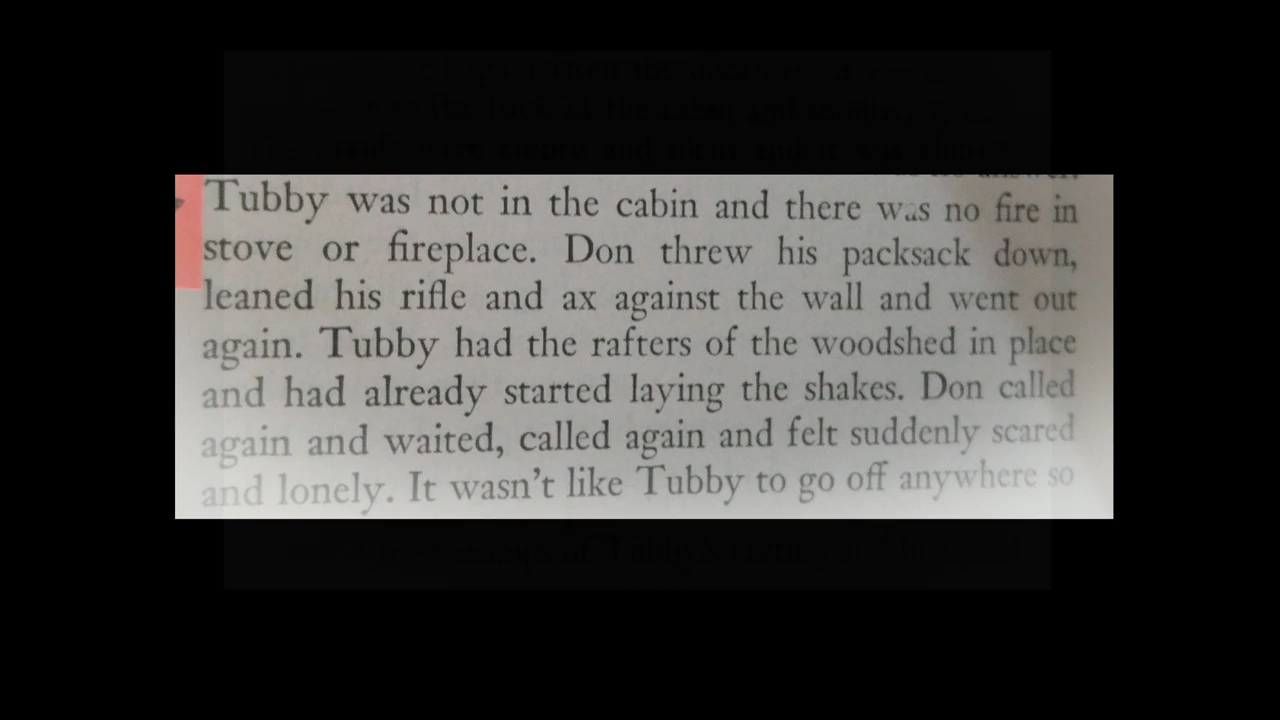 Tubby was not in the cabin and there was no fire in
stove or fireplace. Don threw his packsack down,
leaned his rifle and ax against the wall and went out
again. Tubby had the rafters of the woodshed in place
and had already started laying the shakes. Don called
again and waited, called again and felt suddenly scared
and lonely. It wasn't like Tubby to go off anywhere so